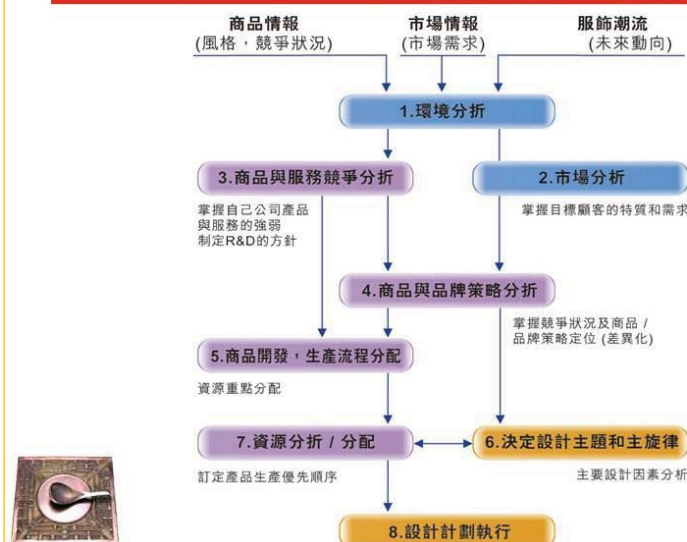 商品情報
(風格，競爭狀況)
市場情報
(市場需求)
服飾潮流
(未來動向)
1.環境分折
3.商品與服務競爭分折
2.市場分析
掌握自己公司產品
與服務的強弱
制定R&D的方針
掌握目標顧客的特質和需求
4.商品與品牌策略分折
掌握競爭狀況及商品 /
品牌策略定位 (差異化)
5.商品開發，生產流程分配
資源重點分配
7.資源分折 / 分配
6.決定設計主題和主旋律
訂定產品生產優先順序
主要設計因素分析
8.設計計劃執行